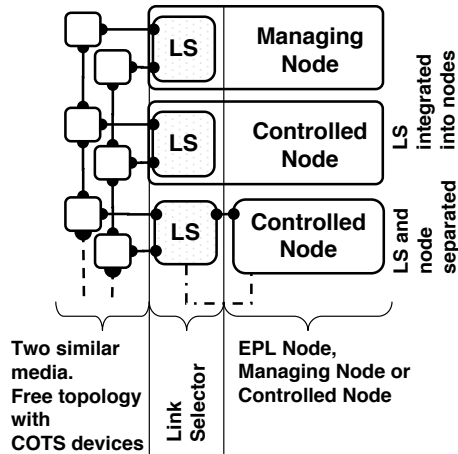 LS
Managing
Node
LS
Controlled
Node
LS
integrated
into nodes
LS
Controlled
Node
LS and
node
separated
Two similar
media.
Free topology
with
COTS devices
Link
Selector
EPL Node,
Managing Node or
Controlled Node